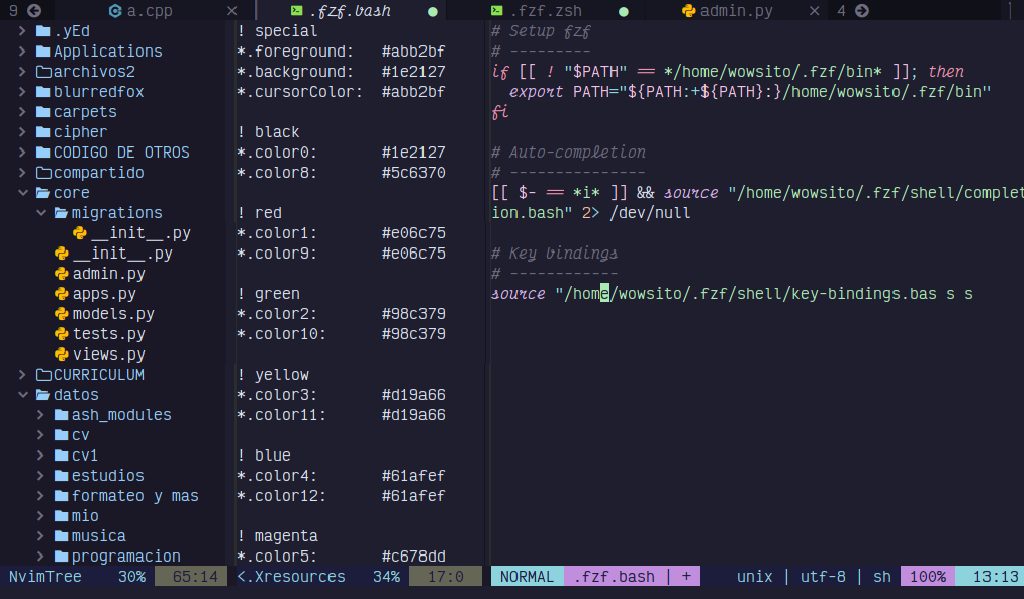 9 a.cpp .fzf.bash .fzf.zsh admin.py 4
.yEd
Applications
archivos2
blurredfox
carpets
cipher
CODIGO DE OTROS
compartido
core
migrations
__init__.py
__init__.py
admin.py
apps.py
models.py
tests.py
views.py
CURRICULUM
datos
ash_modules
cv
cv1
estudios
formateo y mas
mio
musica
programacion
! special
*.foreground: #abb2bf
*.background: #1e2127
*.cursorColor: #abb2bf
! black
*.color0: #1e2127
*.color8: #5c6370
! red
*.color1: #e06c75
*.color9: #e06c75
! green
*.color2: #98c379
*.color10: #98c379
! yellow
*.color3: #d19a66
*.color11: #d19a66
! blue
*.color4: #61afef
*.color12: #61afef
! magenta
*.color5: #c678dd
# Setup fzf
# ---------
if [[ ! "$PATH" == */home/wowsito/.fzf/bin* ]]; then
export PATH="${PATH:+${PATH}:}/home/wowsito/.fzf/bin"
fi
# Auto-completion
# ---------------
[[ $- == *i* ]] && source "/home/wowsito/.fzf/shell/complet
ion.bash" 2> /dev/null
# Key bindings
# ------------
source "/home/wowsito/.fzf/shell/key-bindings.bas s s
NvimTree 30% 65:14 <.Xresources 34% 17:0 NORMAL .fzf.bash | + unix | utf-8 | sh 100% 13:13